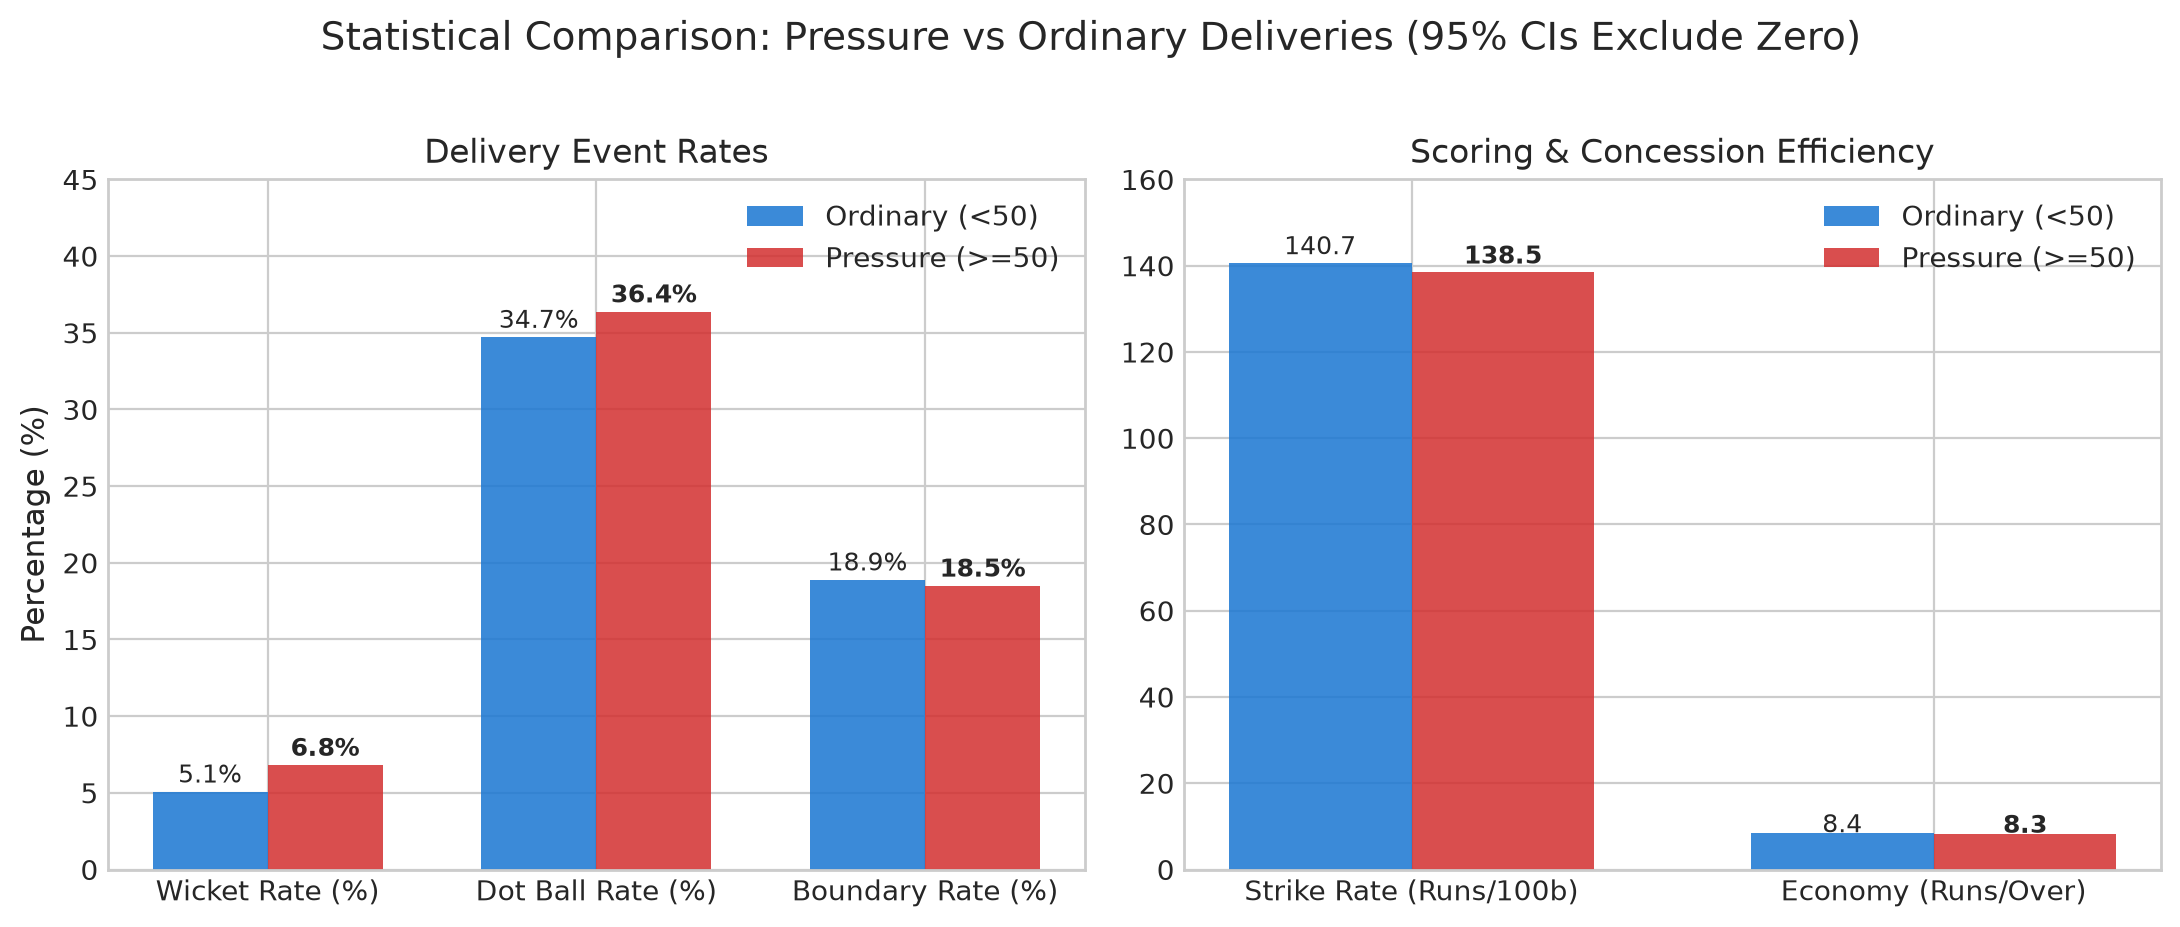 Statistical Comparison: Pressure vs Ordinary Deliveries (95% CIs Exclude Zero)
Delivery Event Rates
Percentage (%)
45
40
35
30
25
20
15
10
5
0
Ordinary (<50)
Pressure (>=50)
5.1%
6.8%
34.7%
36.4%
18.9%
18.5%
Wicket Rate (%)
Dot Ball Rate (%)
Boundary Rate (%)
Scoring & Concession Efficiency
160
140
120
100
80
60
40
20
0
Ordinary (<50)
Pressure (>=50)
140.7
138.5
8.4
8.3
Strike Rate (Runs/100b)
Economy (Runs/Over)